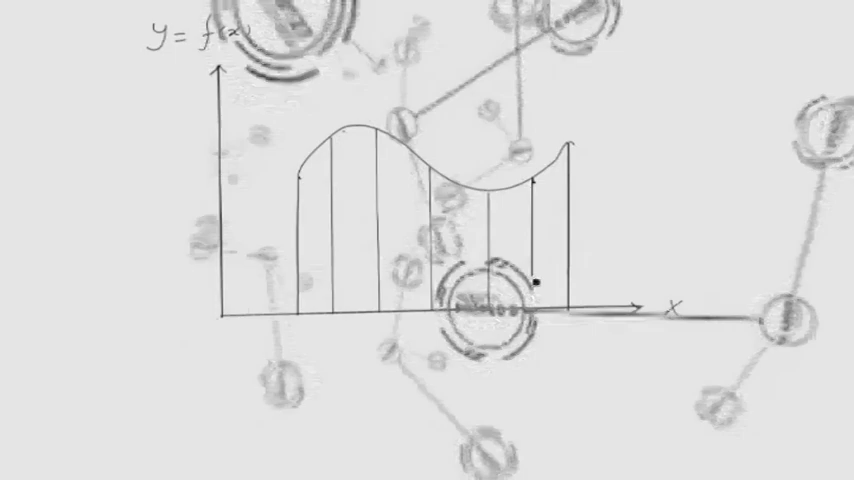 y = f(x)
x